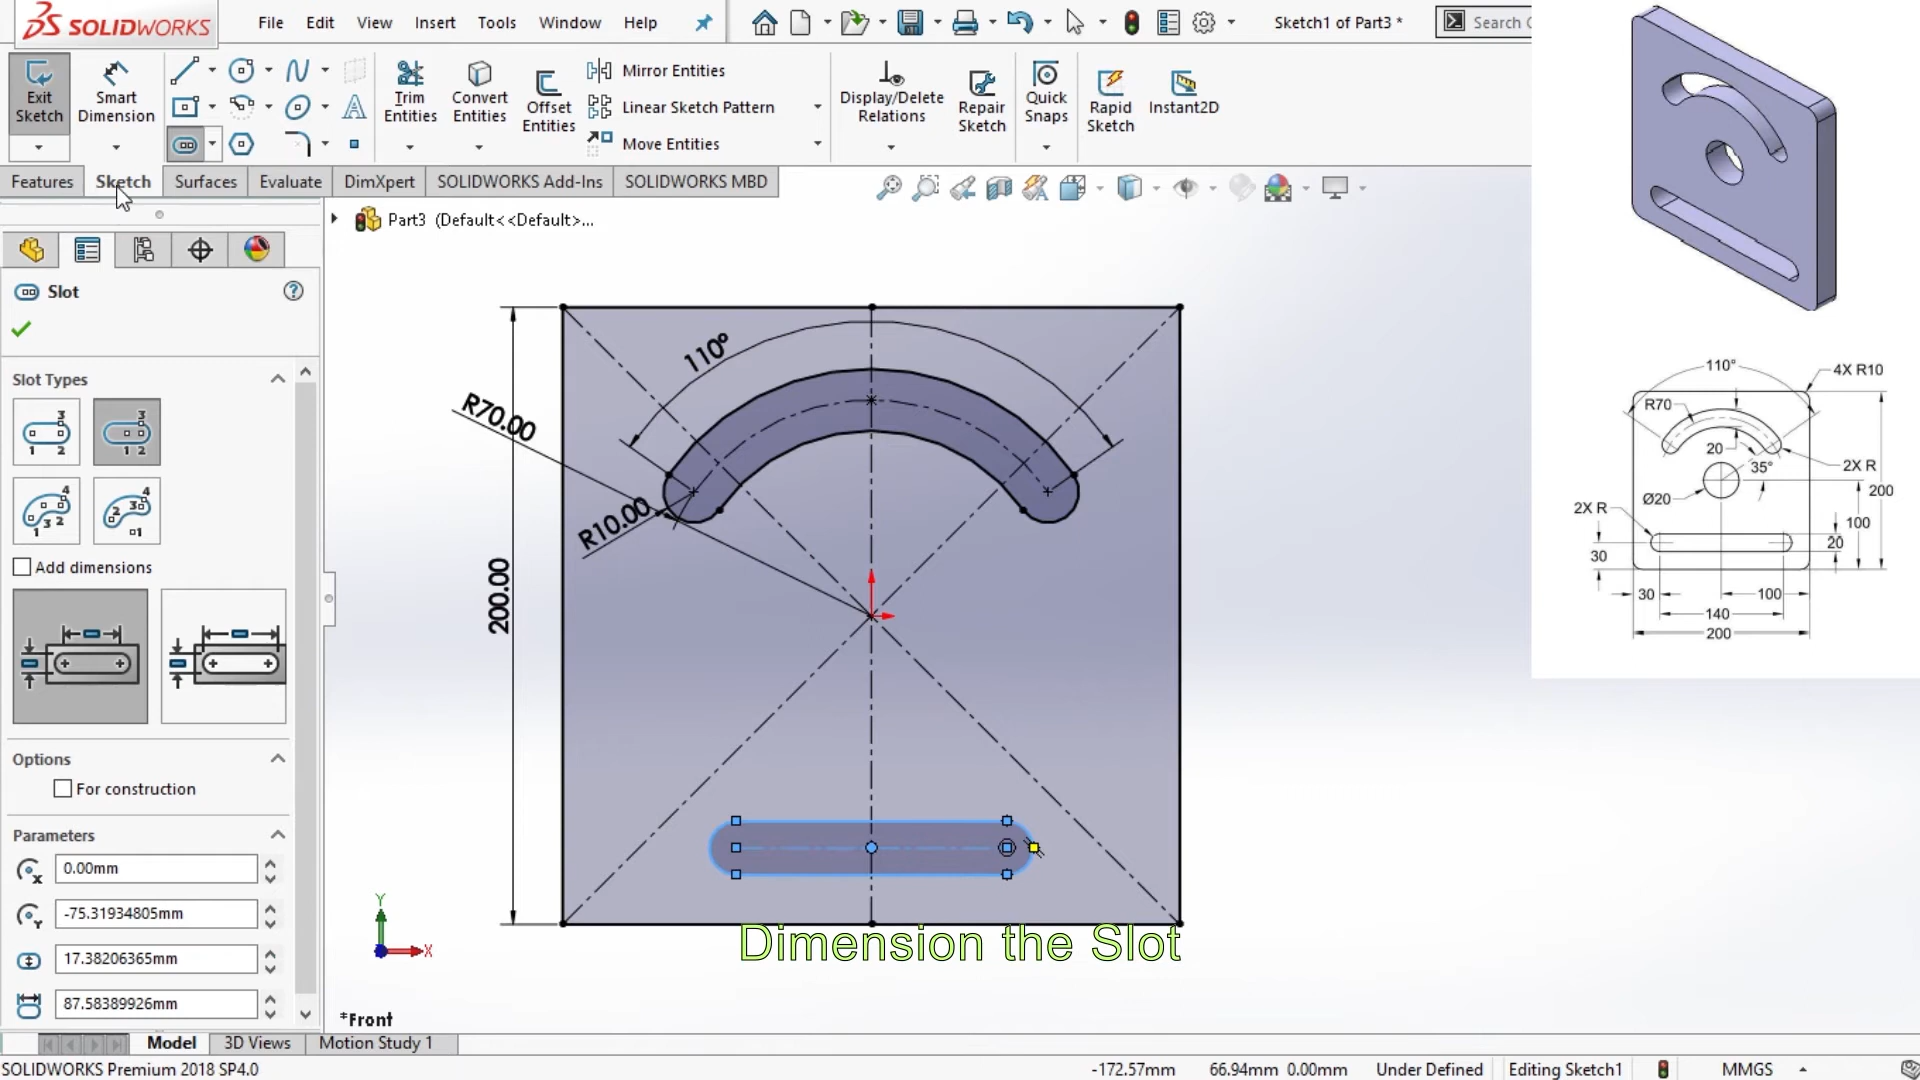 SOLIDWORKS
File Edit View Insert Tools Window Help
Sketch1 of Part3 *
Search
Exit Sketch
Smart Dimension
Trim Entities
Convert Entities
Offset Entities
Mirror Entities
Linear Sketch Pattern
Move Entities
Display/Delete Relations
Repair Sketch
Quick Snaps
Rapid Sketch
Instant2D
Features Sketch Surfaces Evaluate DimXpert SOLIDWORKS Add-Ins SOLIDWORKS MBD
Part3 (Default<<Default>...
Slot
Slot Types
Add dimensions
Options
For construction
Parameters
0.00mm
-75.31934805mm
17.38206365mm
87.58389926mm
110°
R70.00
R10.00
200.00
Dimension the Slot
Y
X
*Front
110°
4X R10
R70
20
35°
2X R
Ø20
200
2X R
100
20
30
30
100
140
200
Model 3D Views Motion Study 1
SOLIDWORKS Premium 2018 SP4.0
-172.57mm 66.94mm 0.00mm Under Defined Editing Sketch1 MMGS